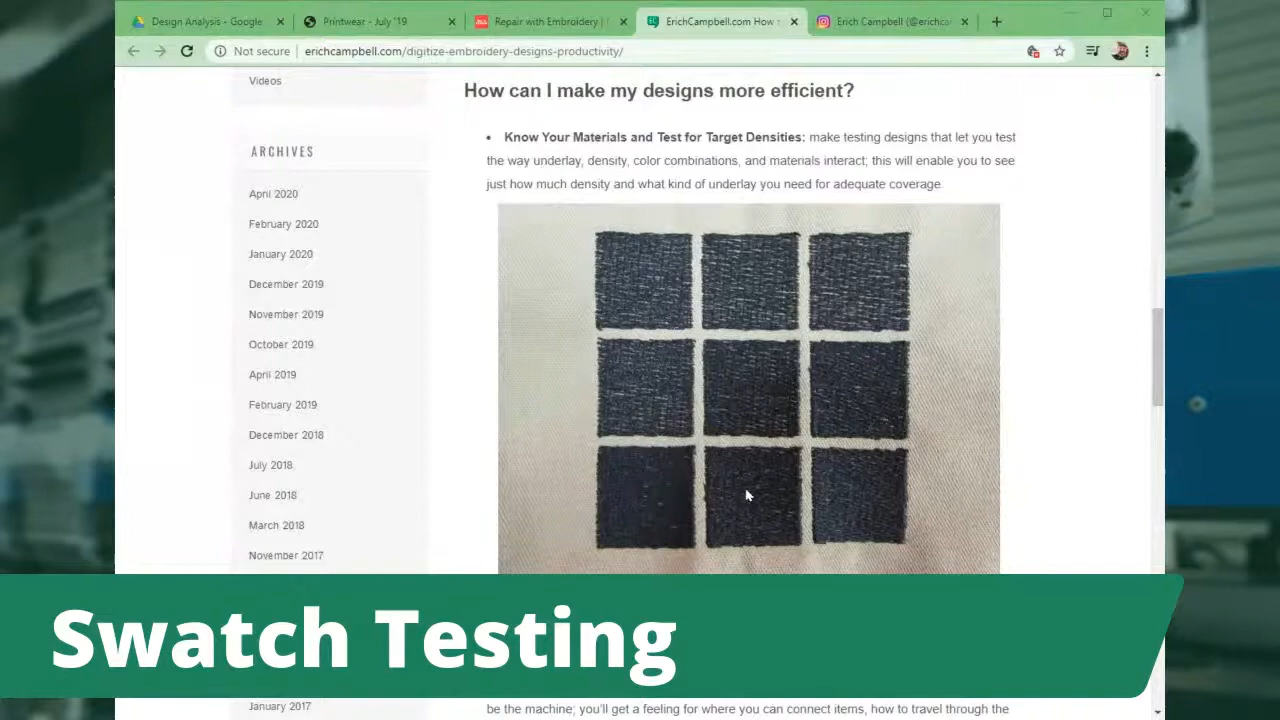 Design Analysis - Google
Printwear - July '19
Repair with Embroidery |
ErichCampbell.com How
Erich Campbell (@erichca
Not secure | erichcampbell.com/digitize-embroidery-designs-productivity/
Videos
ARCHIVES
April 2020
February 2020
January 2020
December 2019
November 2019
October 2019
April 2019
February 2019
December 2018
July 2018
June 2018
March 2018
November 2017
January 2017
How can I make my designs more efficient?
• Know Your Materials and Test for Target Densities: make testing designs that let you test
the way underlay, density, color combinations, and materials interact; this will enable you to see
just how much density and what kind of underlay you need for adequate coverage.
be the machine; you'll get a feeling for where you can connect items, how to travel through the
Swatch Testing